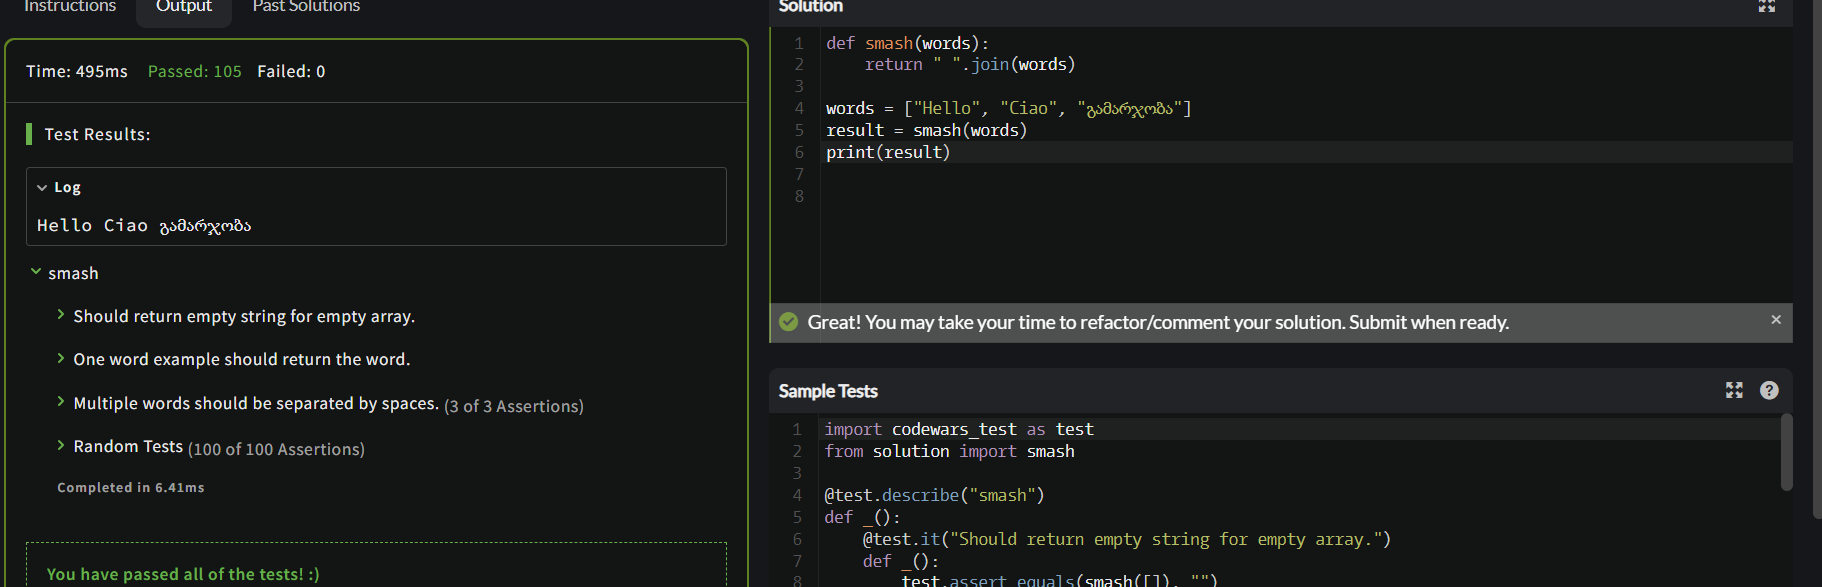 Instructions Output Past Solutions
Time: 495ms Passed: 105 Failed: 0
Test Results:
Log
Hello Ciao გამარჯობა
smash
Should return empty string for empty array.
One word example should return the word.
Multiple words should be separated by spaces. (3 of 3 Assertions)
Random Tests (100 of 100 Assertions)
Completed in 6.41ms
You have passed all of the tests! :)
Solution
1 def smash(words):
2 return " ".join(words)
3
4 words = ["Hello", "Ciao", "გამარჯობა"]
5 result = smash(words)
6 print(result)
7
8
Great! You may take your time to refactor/comment your solution. Submit when ready.
Sample Tests
1 import codewars_test as test
2 from solution import smash
3
4 @test.describe("smash")
5 def _():
6 @test.it("Should return empty string for empty array.")
7 def _():
8 test.assert_equals(smash([]), "")